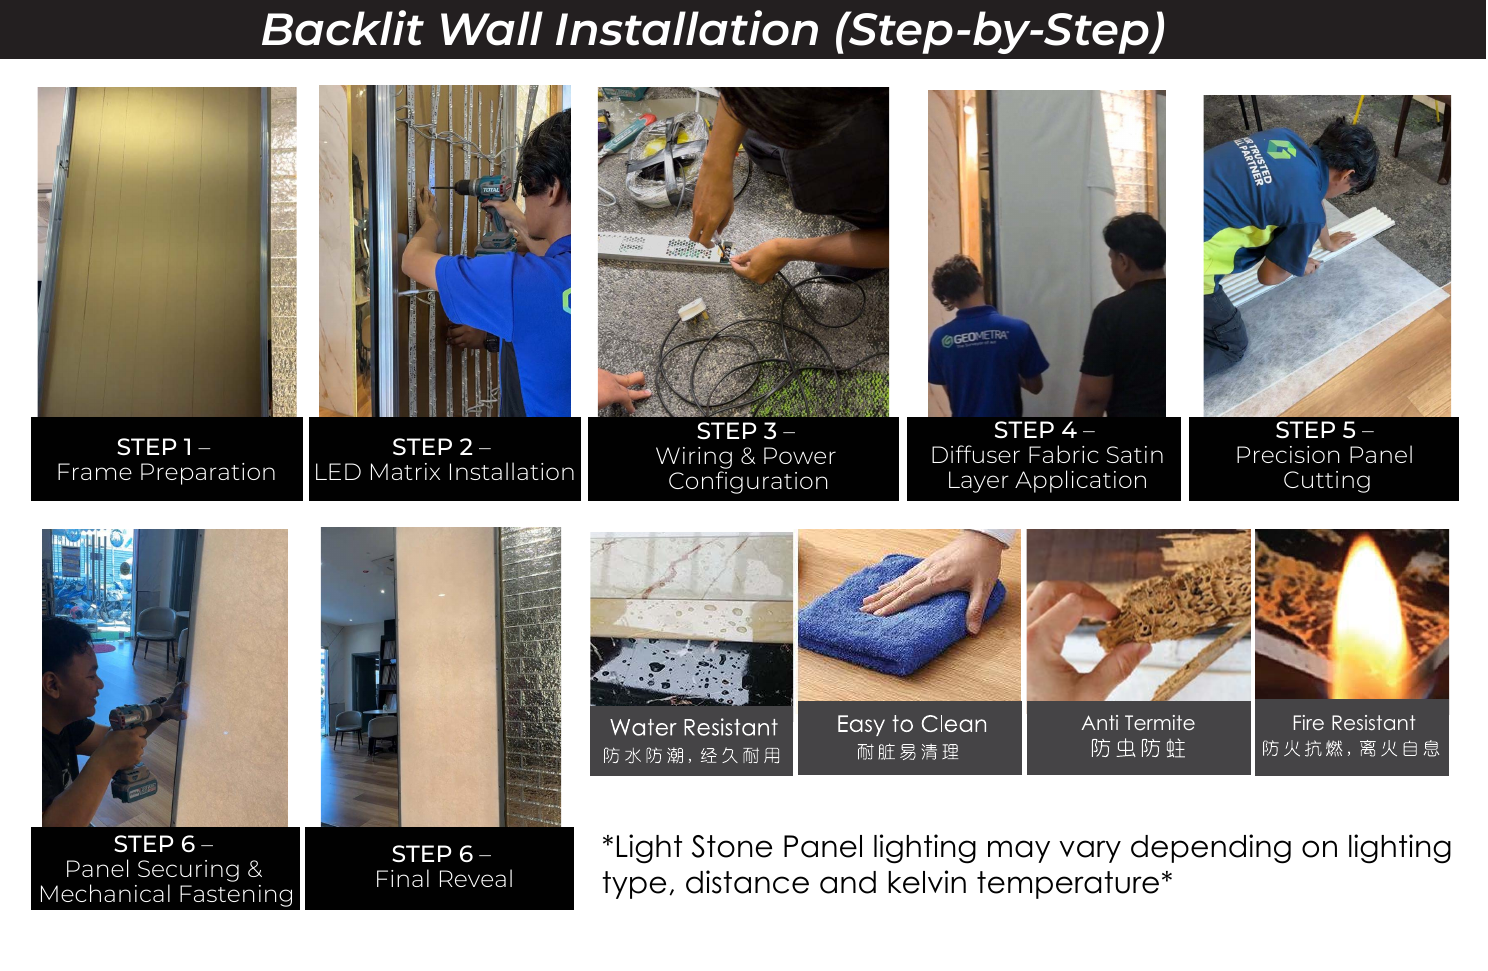 Backlit Wall Installation (Step-by-Step)
TOTAL
GEOMETRA
TRUSTED
PARTNER
STEP 1 –
Frame Preparation
STEP 2 –
LED Matrix Installation
STEP 3 –
Wiring & Power
Configuration
STEP 4 –
Diffuser Fabric Satin
Layer Application
STEP 5 –
Precision Panel
Cutting
STEP 6 –
Panel Securing &
Mechanical Fastening
STEP 6 –
Final Reveal
Water Resistant
防水防潮, 经久耐用
Easy to Clean
耐脏易清理
Anti Termite
防虫防蛀
Fire Resistant
防火抗燃, 离火自息
*Light Stone Panel lighting may vary depending on lighting
type, distance and kelvin temperature*